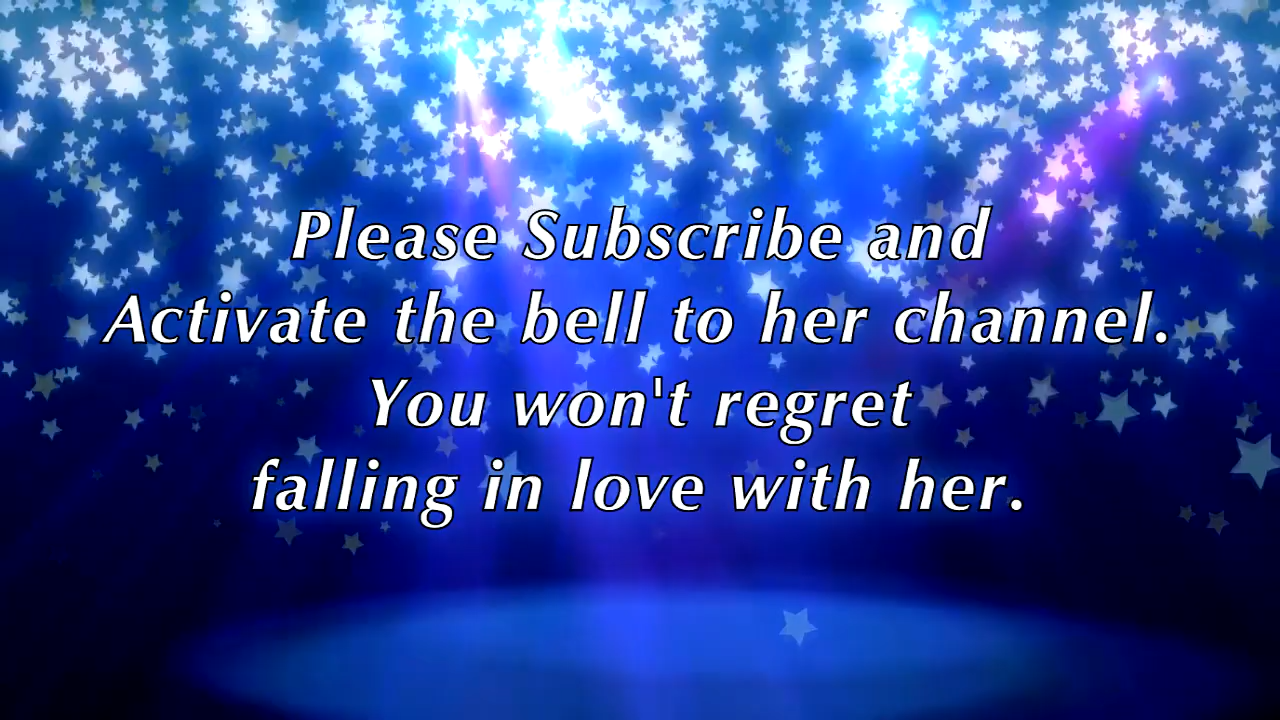 Please Subscribe and
Activate the bell to her channel.
You won't regret
falling in love with her.